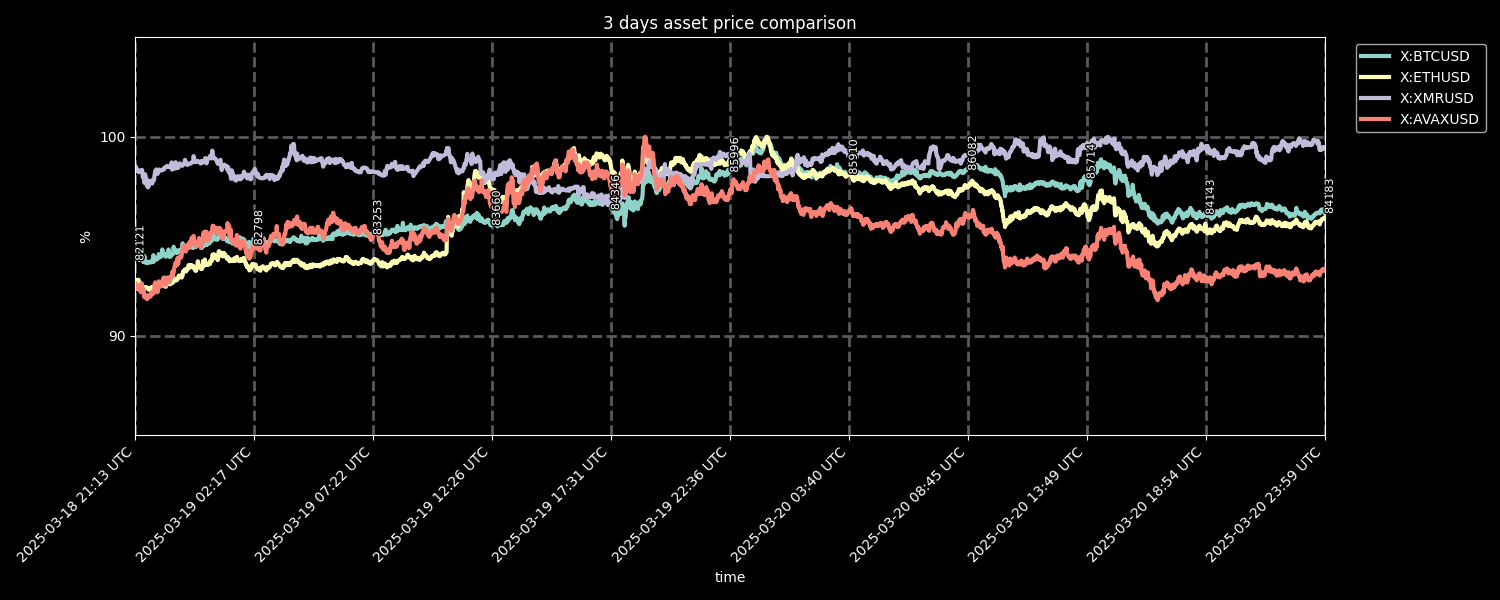 3 days asset price comparison
X:BTCUSD
X:ETHUSD
X:XMRUSD
X:AVAXUSD
100
90
%
82121
82798
83253
83660
84346
85996
85910
86082
85714
84143
84183
2025-03-18 21:13 UTC
2025-03-19 02:17 UTC
2025-03-19 07:22 UTC
2025-03-19 12:26 UTC
2025-03-19 17:31 UTC
2025-03-19 22:36 UTC
2025-03-20 03:40 UTC
2025-03-20 08:45 UTC
2025-03-20 13:49 UTC
2025-03-20 18:54 UTC
2025-03-20 23:59 UTC
time